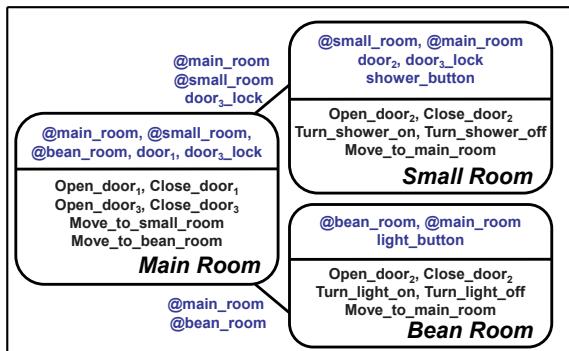 @main_room
@small_room
door₃_lock
@small_room, @main_room
door₂, door₃_lock
shower_button
Open_door₂, Close_door₂
Turn_shower_on, Turn_shower_off
Move_to_main_room
Small Room
@main_room, @small_room,
@bean_room, door₁, door₃_lock
Open_door₁, Close_door₁
Open_door₃, Close_door₃
Move_to_small_room
Move_to_bean_room
Main Room
@bean_room, @main_room
light_button
Open_door₂, Close_door₂
Turn_light_on, Turn_light_off
Move_to_main_room
Bean Room
@main_room
@bean_room